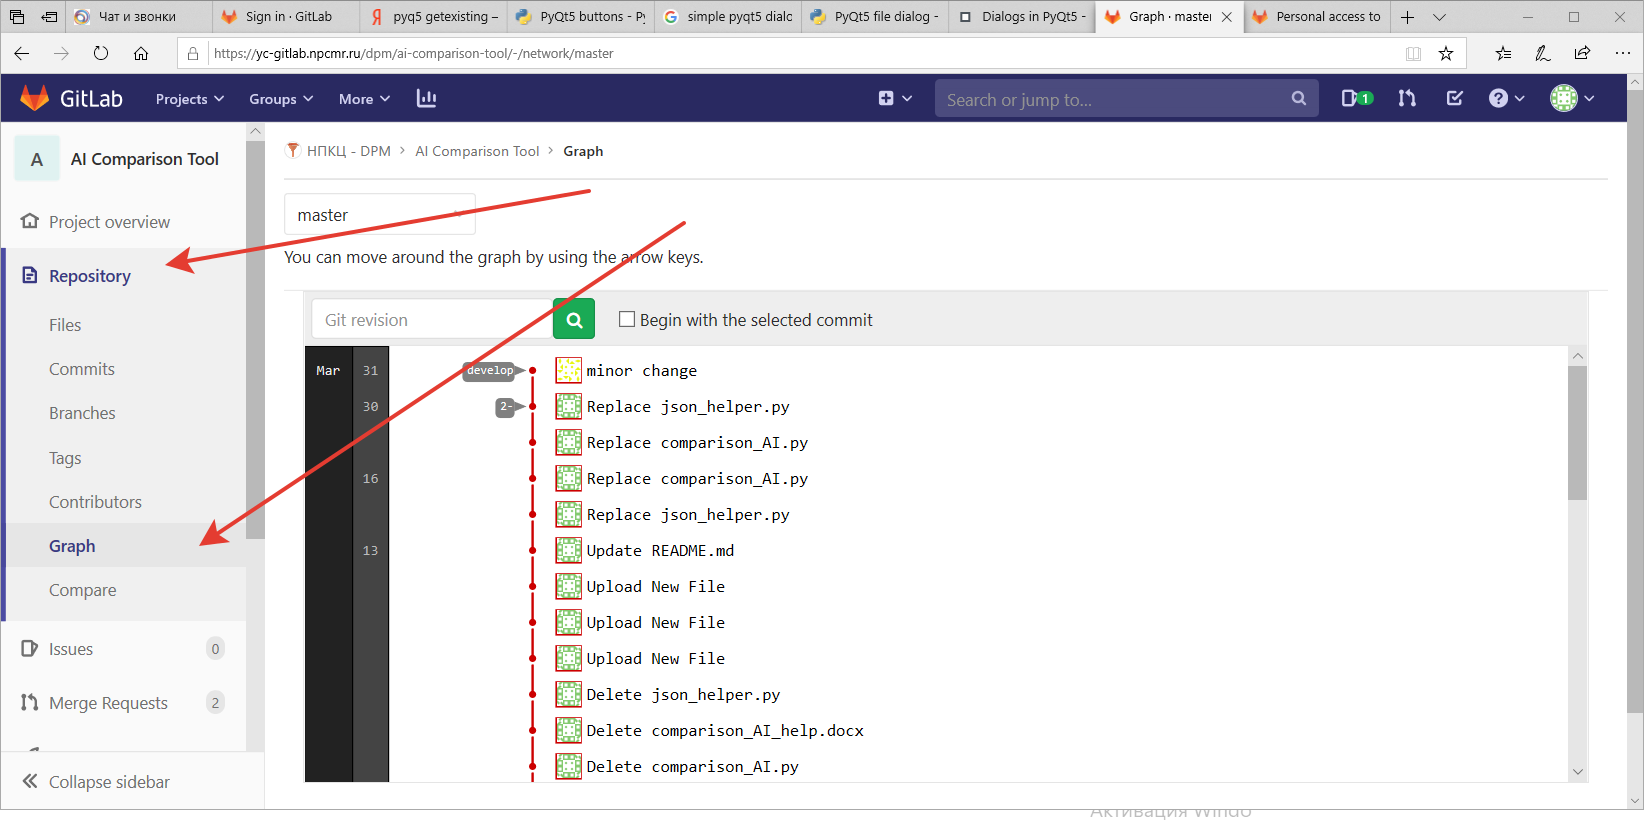 Чат и звонки
Sign in · GitLab
pyq5 getexisting –
PyQt5 buttons - Py
simple pyqt5 dialo
PyQt5 file dialog -
Dialogs in PyQt5 -
Graph · master
Personal access to
https://yc-gitlab.npcmr.ru/dpm/ai-comparison-tool/-/network/master
GitLab
Projects
Groups
More
Search or jump to...
1
A
AI Comparison Tool
НПКЦ - DPM > AI Comparison Tool > Graph
master
Project overview
You can move around the graph by using the arrow keys.
Repository
Files
Commits
Branches
Tags
Contributors
Graph
Compare
Issues 0
Merge Requests 2
Collapse sidebar
Git revision
Begin with the selected commit
Mar 31 develop minor change
30 2- Replace json_helper.py
Replace comparison_AI.py
16 Replace comparison_AI.py
Replace json_helper.py
13 Update README.md
Upload New File
Upload New File
Upload New File
Delete json_helper.py
Delete comparison_AI_help.docx
Delete comparison_AI.py
Активация Windo